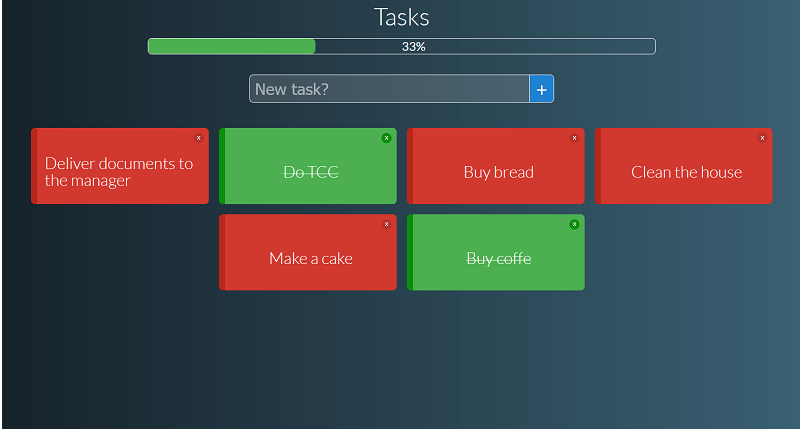 Tasks
33%
New task?
+
x
x
x
x
Deliver documents to
the manager
Do TCC
Buy bread
Clean the house
x
x
Make a cake
Buy coffe